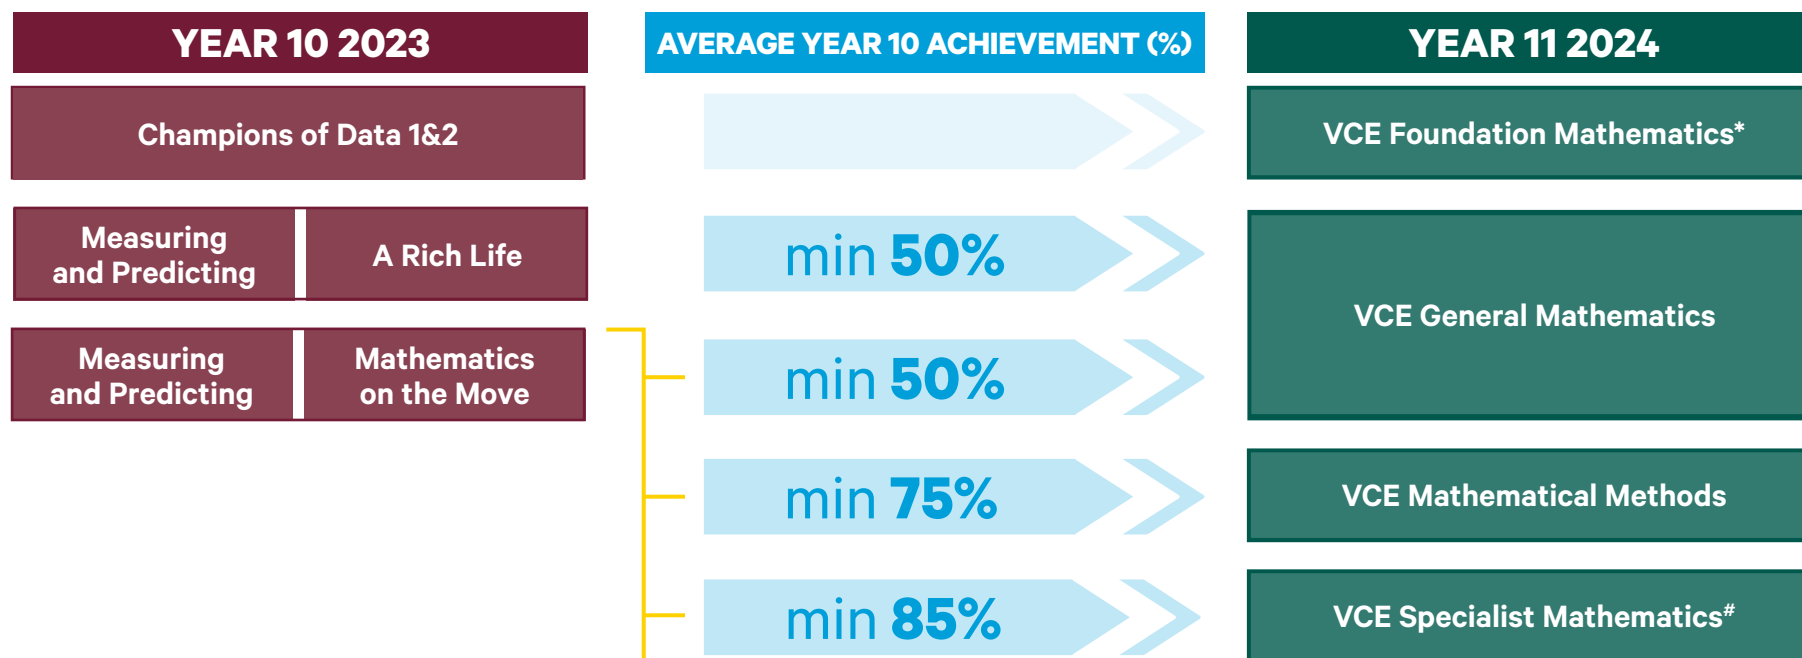 YEAR 10 2023
AVERAGE YEAR 10 ACHIEVEMENT (%)
YEAR 11 2024
Champions of Data 1&2
VCE Foundation Mathematics*
Measuring
and Predicting
A Rich Life
min 50%
VCE General Mathematics
Measuring
and Predicting
Mathematics
on the Move
min 50%
min 75%
VCE Mathematical Methods
min 85%
VCE Specialist Mathematics#